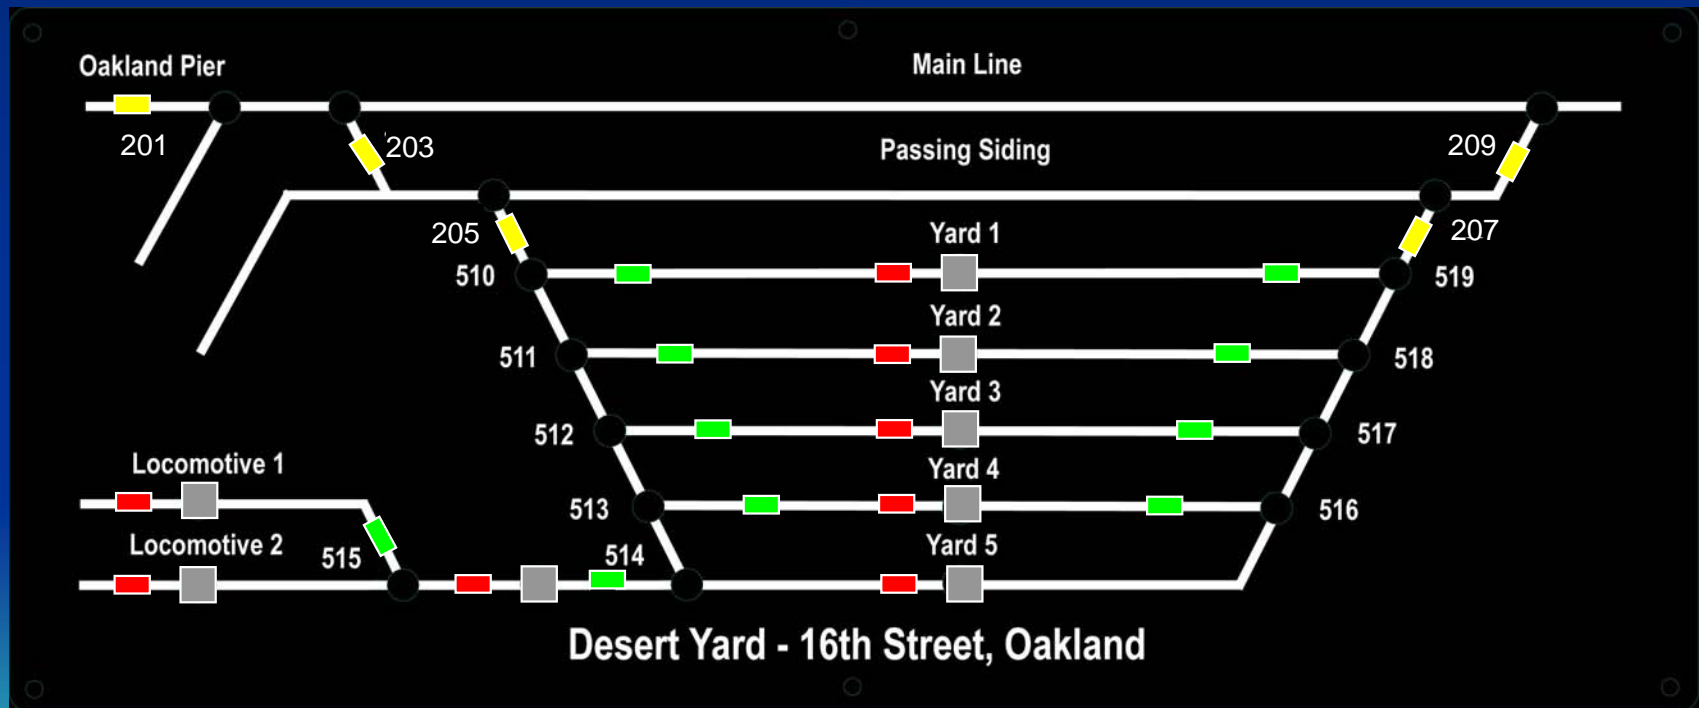 Oakland Pier
Main Line
201
203
209
Passing Siding
205
Yard 1
207
510
519
Yard 2
511
518
Yard 3
512
517
Locomotive 1
Yard 4
513
516
Locomotive 2
515
514
Yard 5
Desert Yard - 16th Street, Oakland